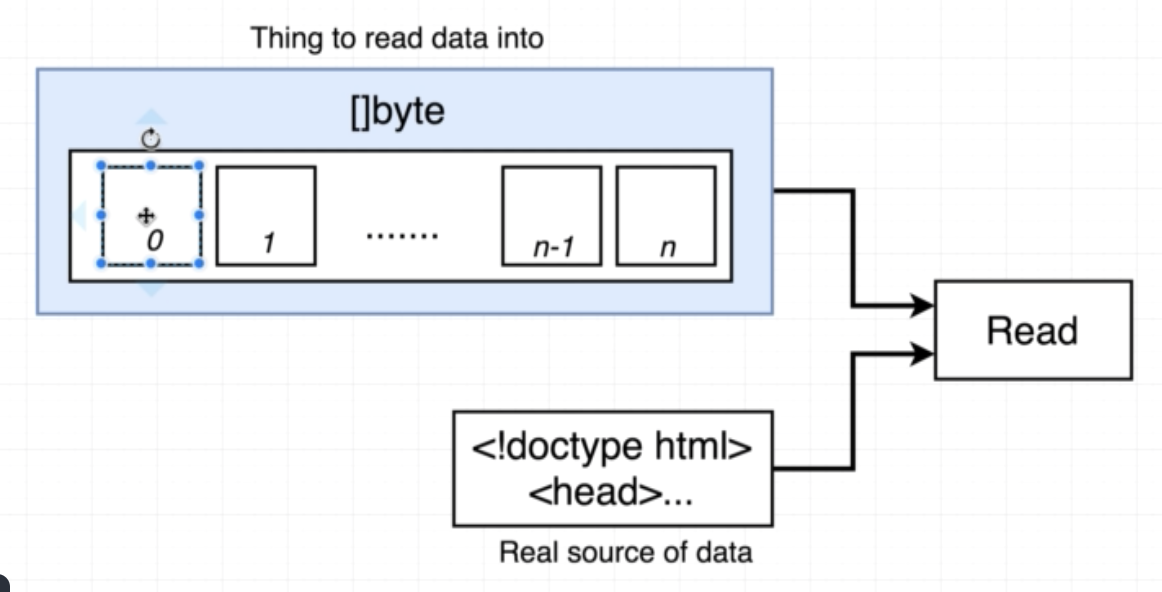 Thing to read data into
[]byte
0
1
.......
n-1
n
Read
<!doctype html>
<head>...
Real source of data